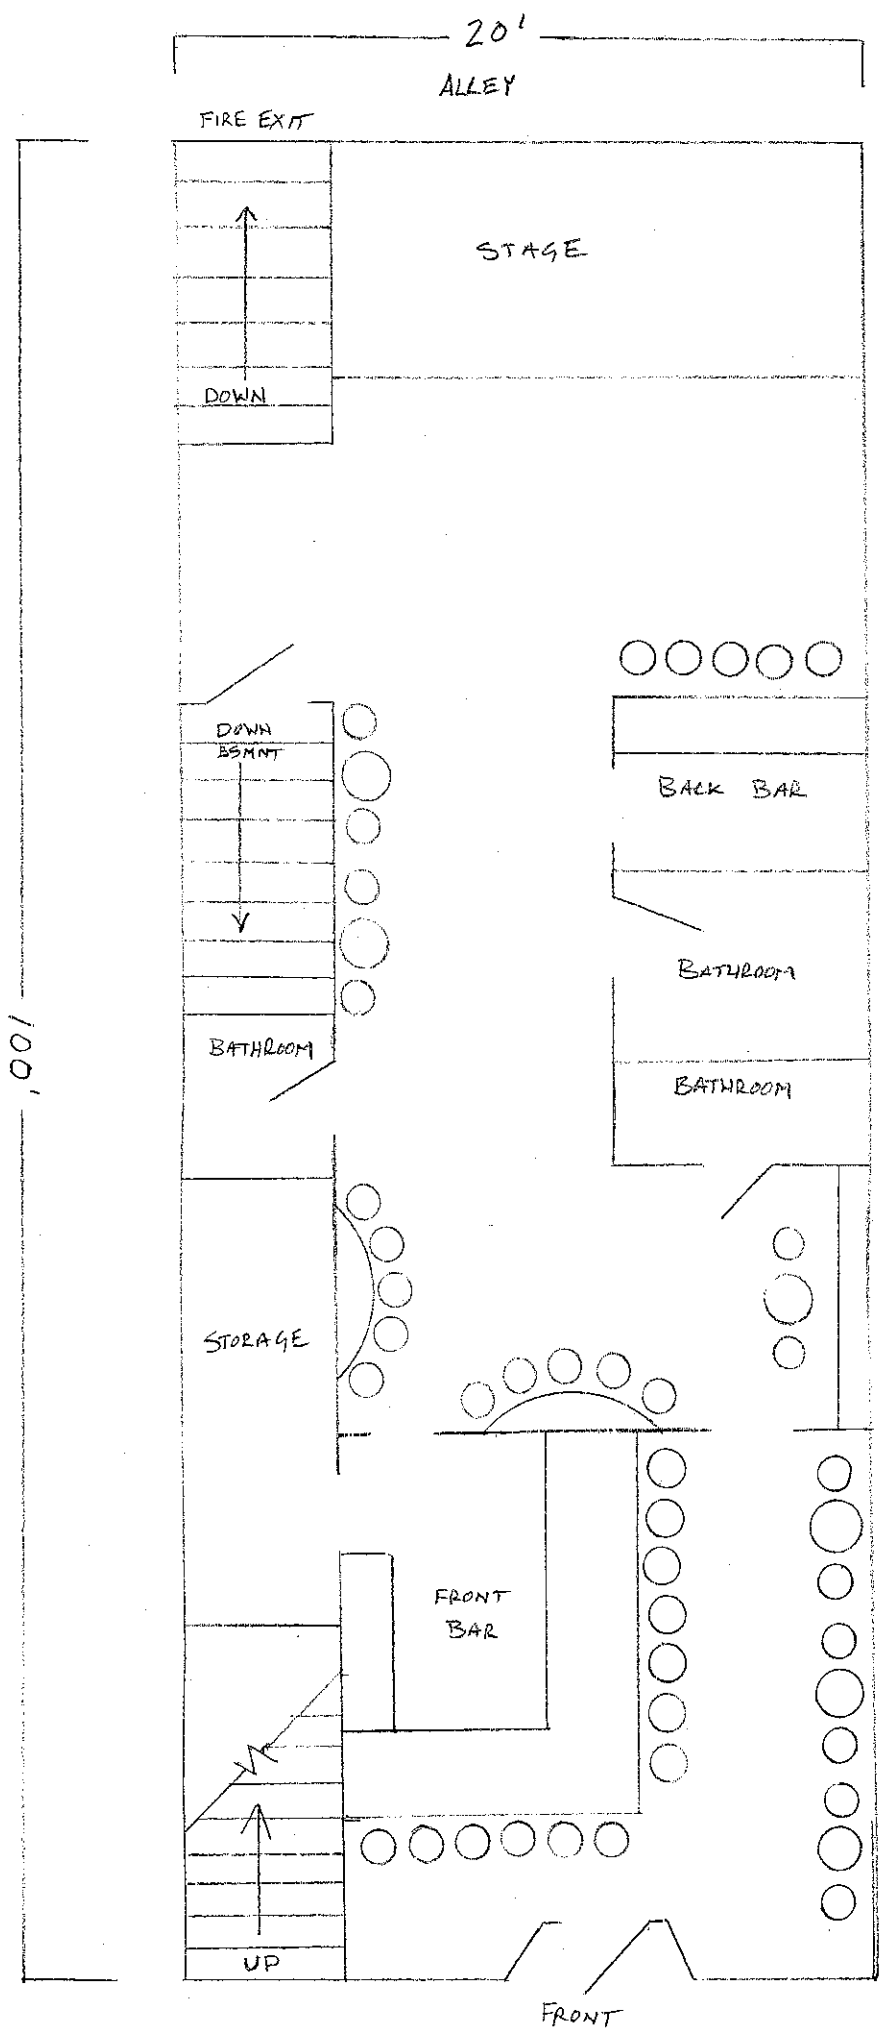 20'
ALLEY
FIRE EXIT
STAGE
DOWN
DOWN
BSMNT
BACK BAR
BATHROOM
100'
BATHROOM
BATHROOM
STORAGE
FRONT
BAR
UP
FRONT